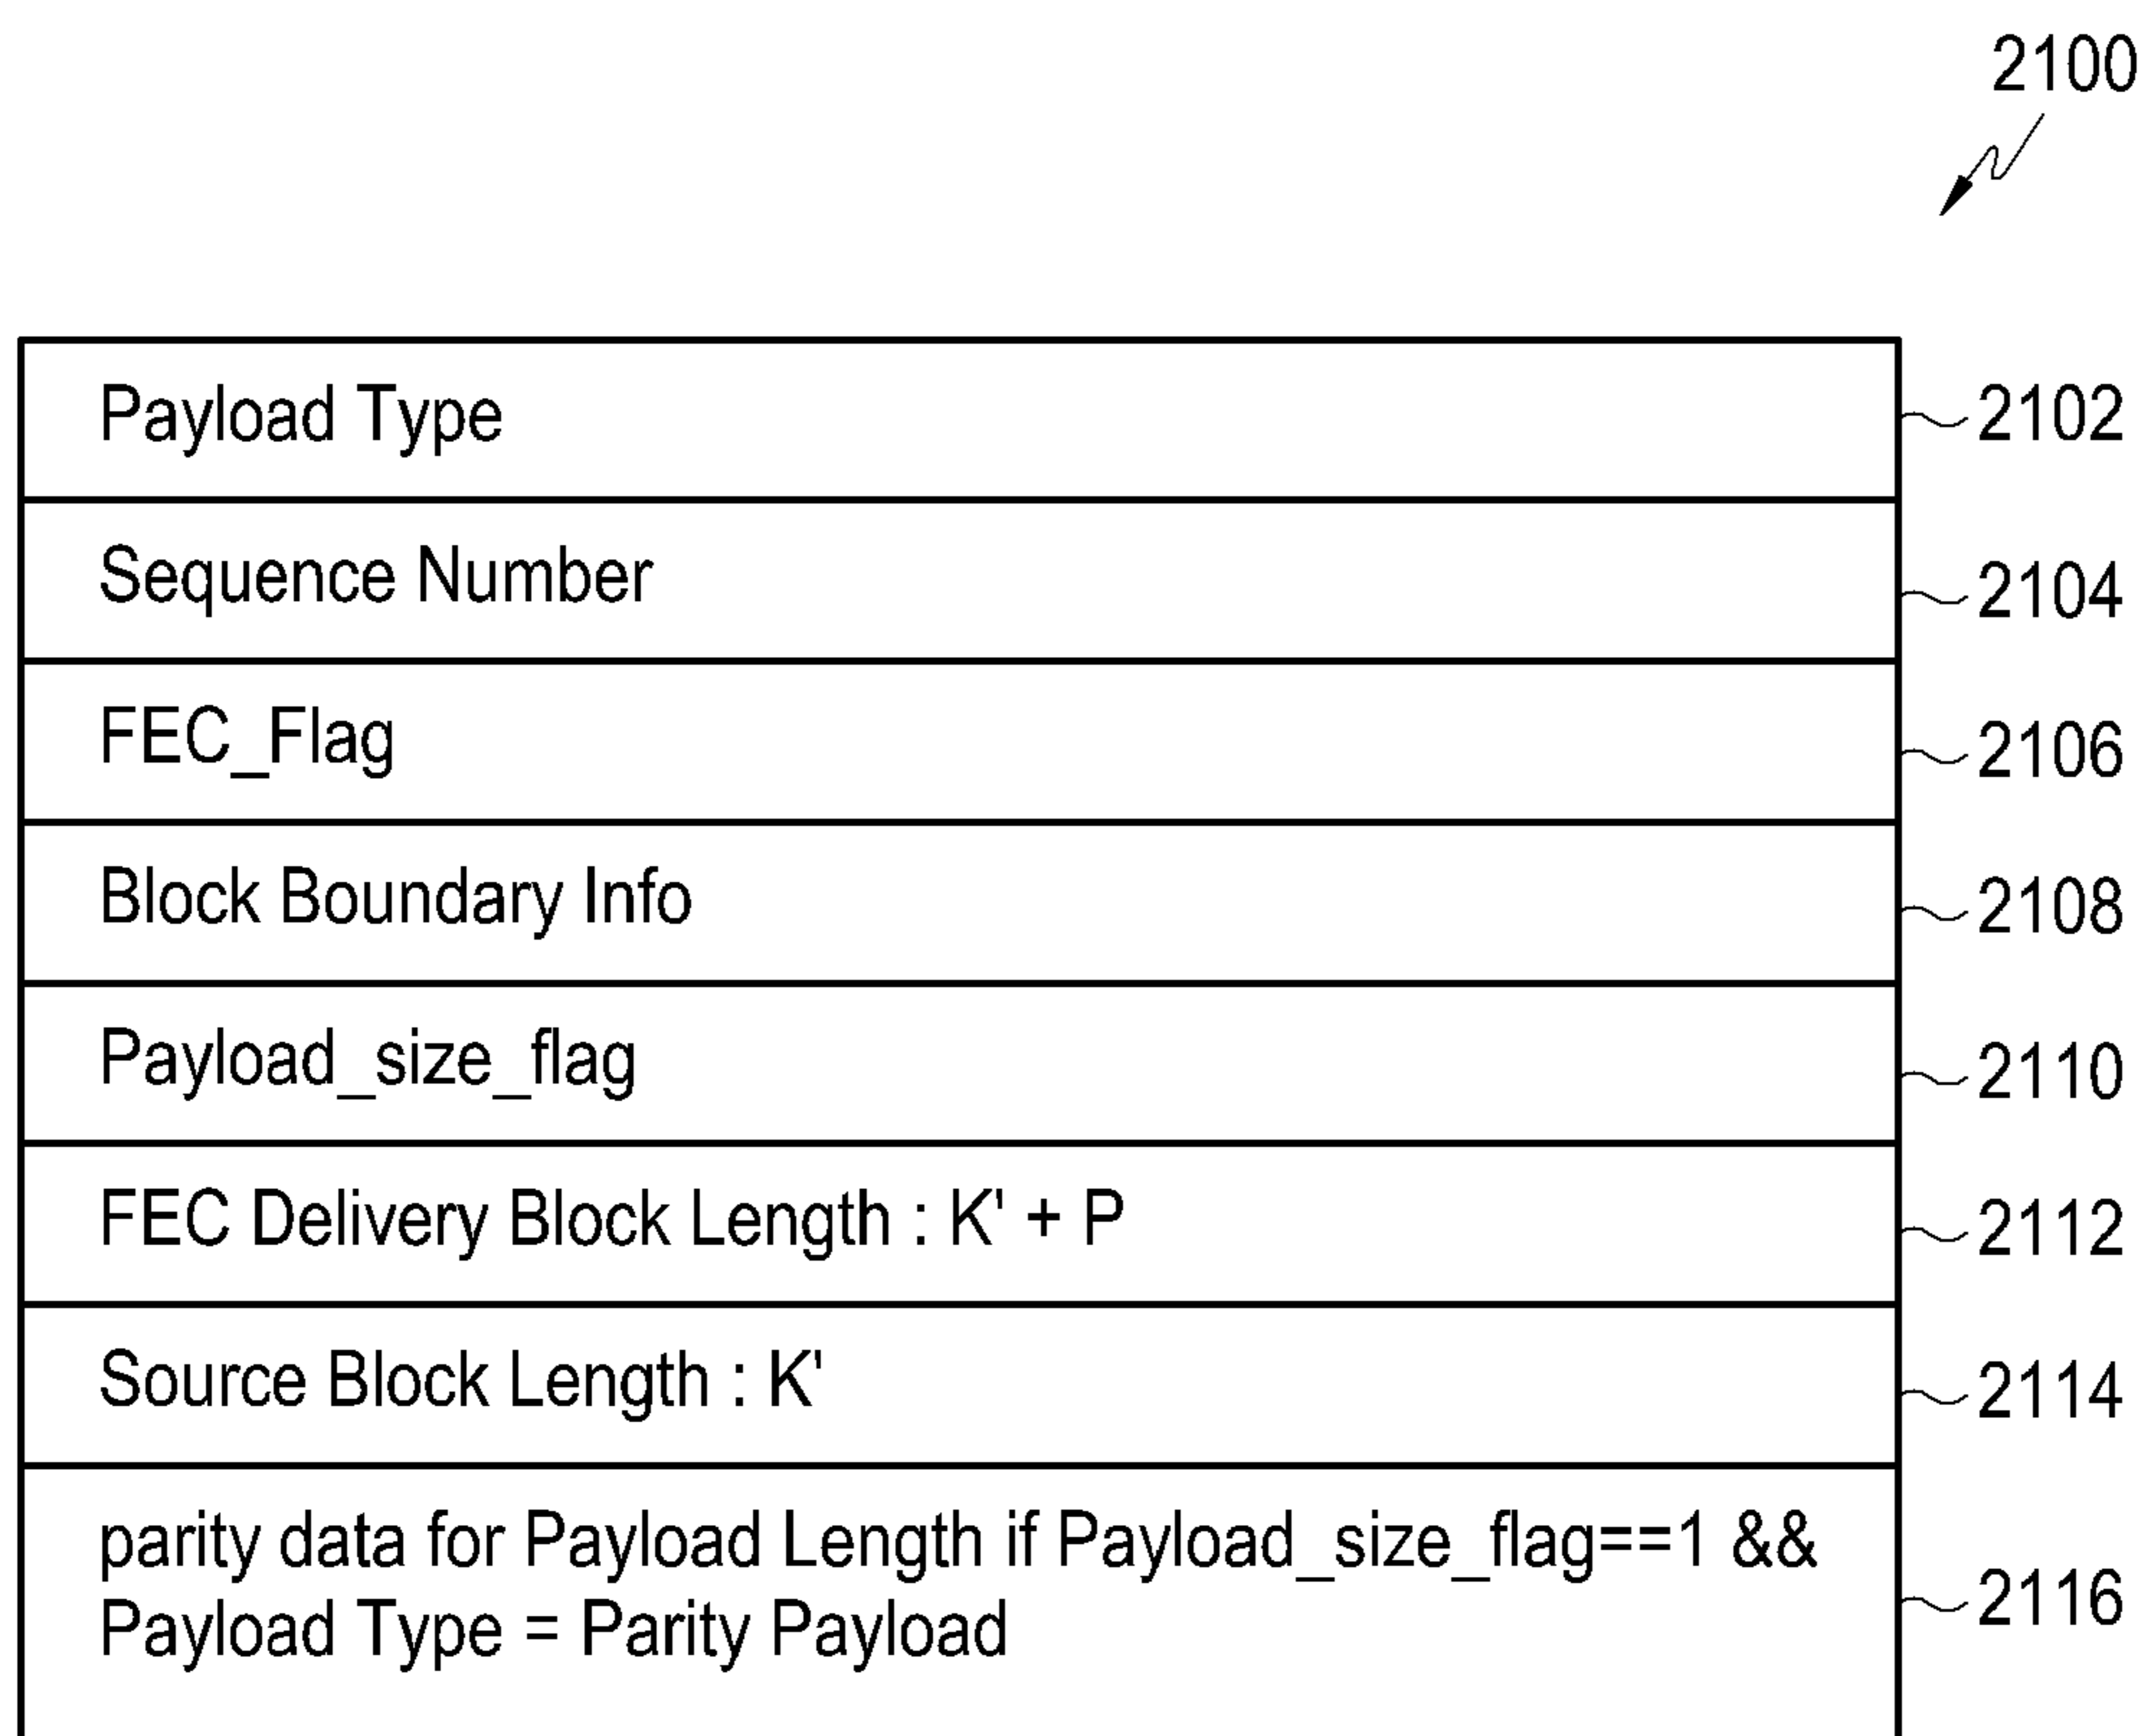 2100
Payload Type 2102
Sequence Number 2104
FEC_Flag 2106
Block Boundary Info 2108
Payload_size_flag 2110
FEC Delivery Block Length : K' + P 2112
Source Block Length : K' 2114
parity data for Payload Length if Payload_size_flag==1 &&
Payload Type = Parity Payload 2116